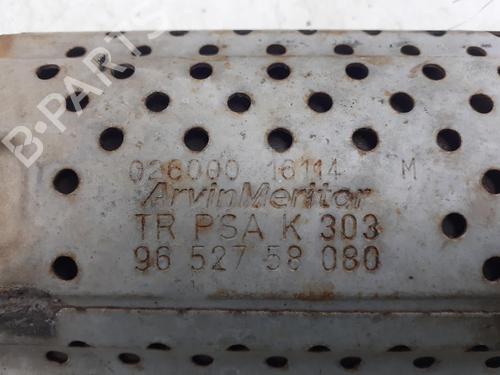 B-PARTS
026000 16114 M
ArvinMeritor
TR PSA K 303
96 527 58 080